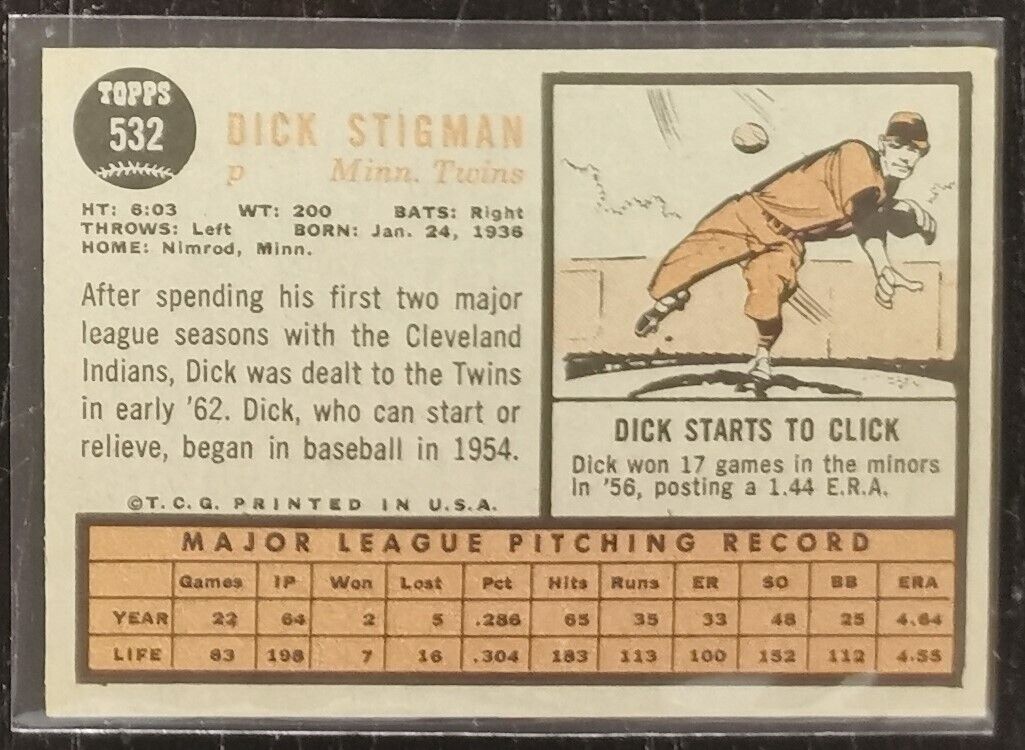 TOPPS
532
DICK STIGMAN
p Minn. Twins
HT: 6:03 WT: 200 BATS: Right
THROWS: Left BORN: Jan. 24, 1936
HOME: Nimrod, Minn.
After spending his first two major
league seasons with the Cleveland
Indians, Dick was dealt to the Twins
in early '62. Dick, who can start or
relieve, began in baseball in 1954.
©T. C. G. PRINTED IN U.S.A.
DICK STARTS TO CLICK
Dick won 17 games in the minors
in '56, posting a 1.44 E.R.A.
MAJOR LEAGUE PITCHING RECORD
Games IP Won Lost Pct Hits Runs ER SO BB ERA
YEAR 22 64 2 5 .286 65 35 33 48 25 4.64
LIFE 63 198 7 16 .304 183 113 100 152 112 4.55